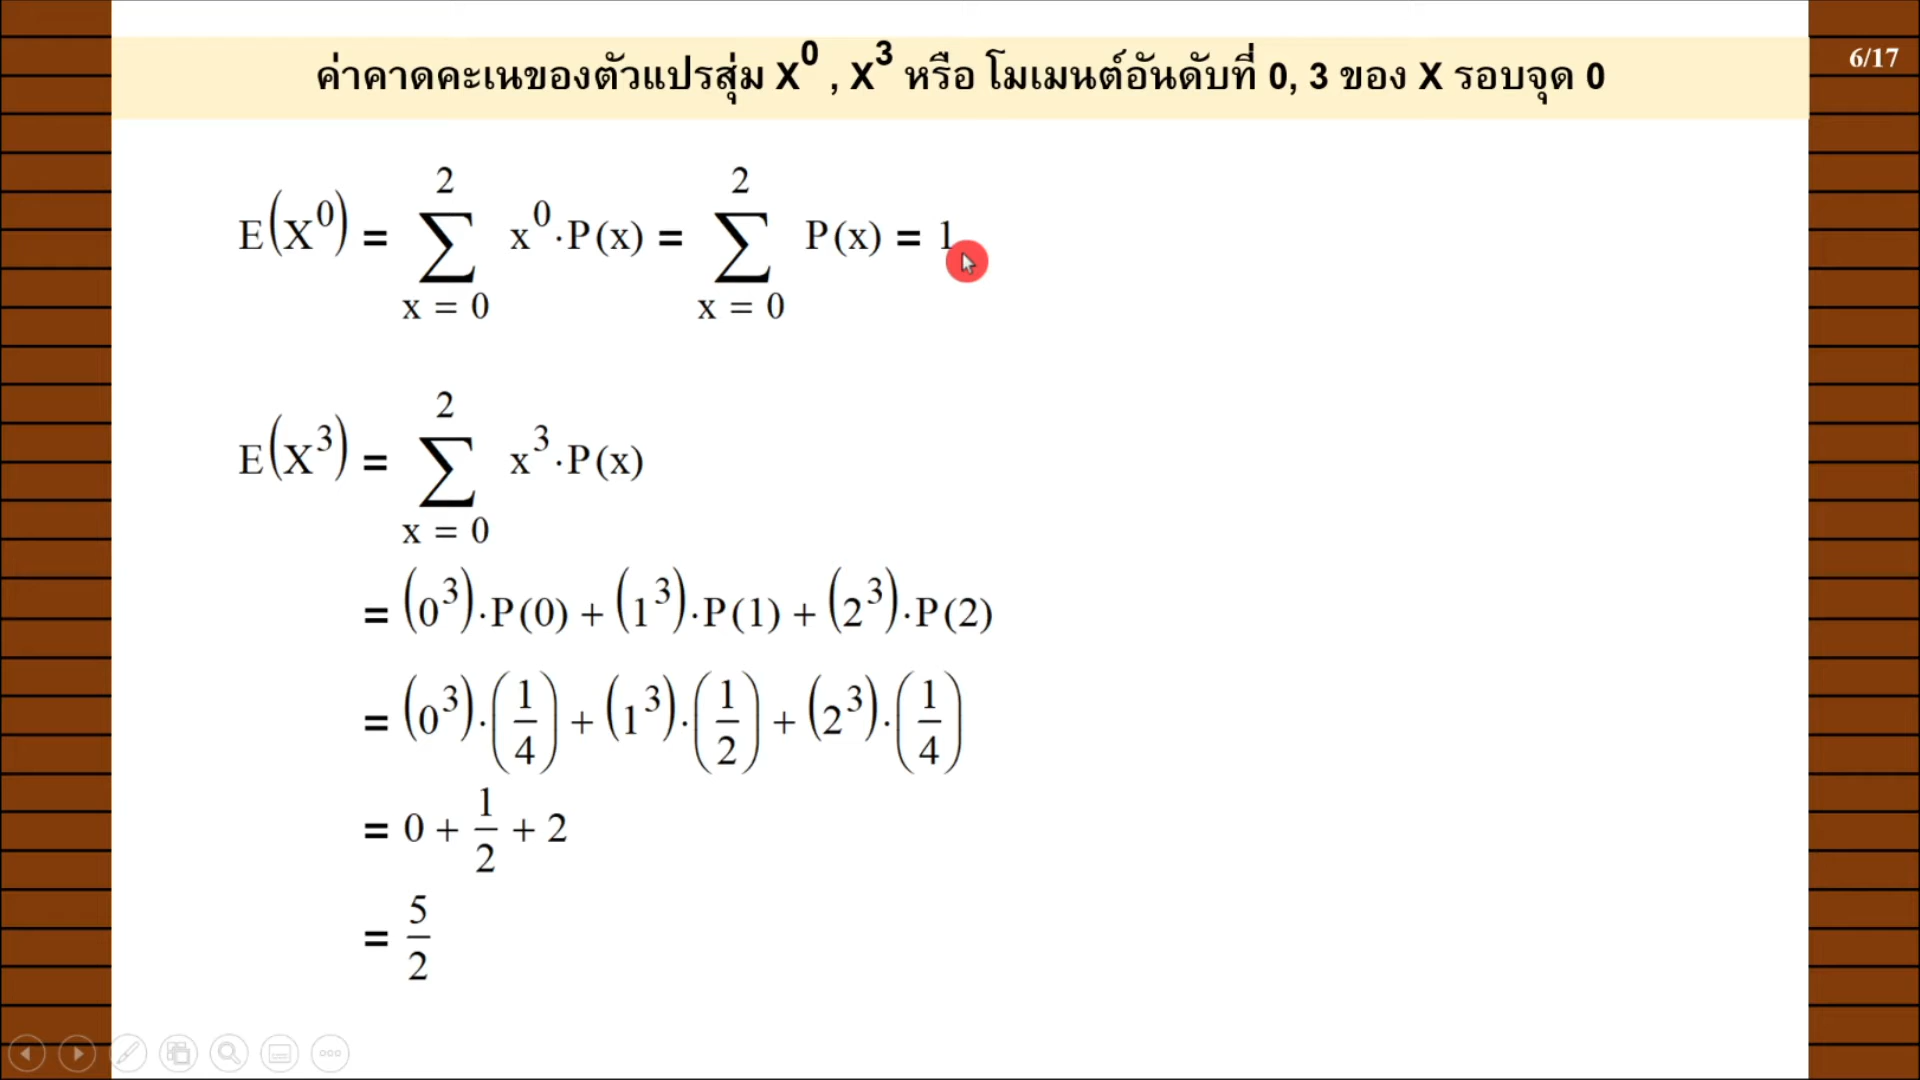 ค่าคาดคะเนของตัวแปรสุ่ม X⁰ , X³ หรือ โมเมนต์อันดับที่ 0, 3 ของ X รอบจุด 0
6/17
E(X⁰) = ∑_{x = 0}^{2} x⁰·P(x) = ∑_{x = 0}^{2} P(x) = 1
E(X³) = ∑_{x = 0}^{2} x³·P(x)
= (0³)·P(0) + (1³)·P(1) + (2³)·P(2)
= (0³)·(1/4) + (1³)·(1/2) + (2³)·(1/4)
= 0 + 1/2 + 2
= 5/2